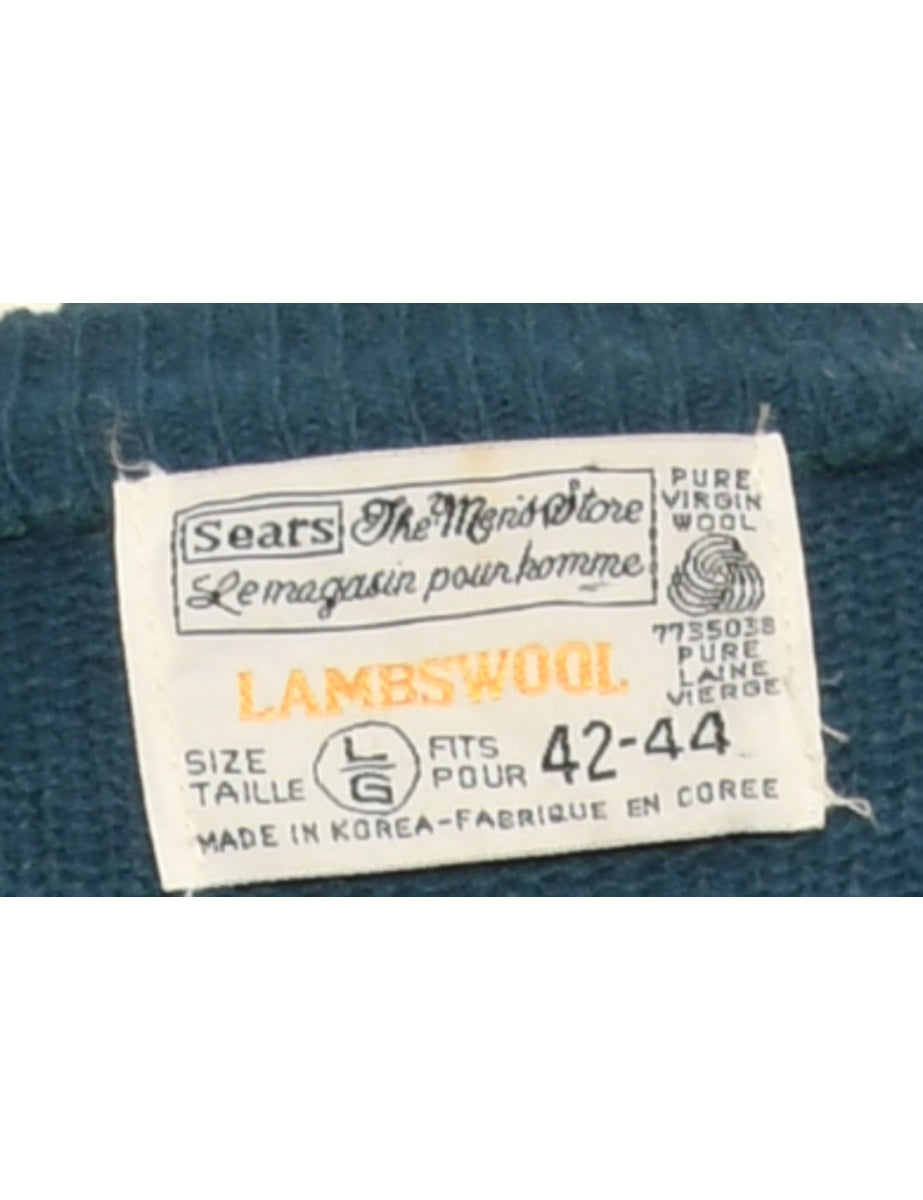 Sears The Men's Store
Le magasin pour homme
PURE
VIRGIN
WOOL
7735038
PURE
LAINE
VIERGE
LAMBSWOOL
SIZE
TAILLE
L
G
FITS
POUR
42-44
MADE IN KOREA-FABRIQUE EN COREE